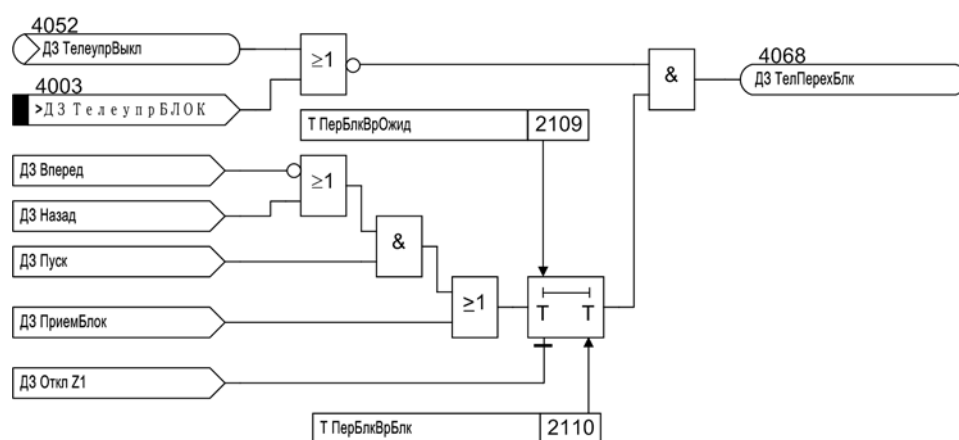 4052
ДЗ ТелеупрВыкл
≥1
4003
>ДЗ ТелеупрБЛОК
&
4068
ДЗ ТелПерехБлк
Т ПерБлкВрОжид 2109
ДЗ Вперед
≥1
ДЗ Назад
&
ДЗ Пуск
≥1
T T
ДЗ ПриемБлок
ДЗ Откл Z1
Т ПерБлкВрБлк 2110